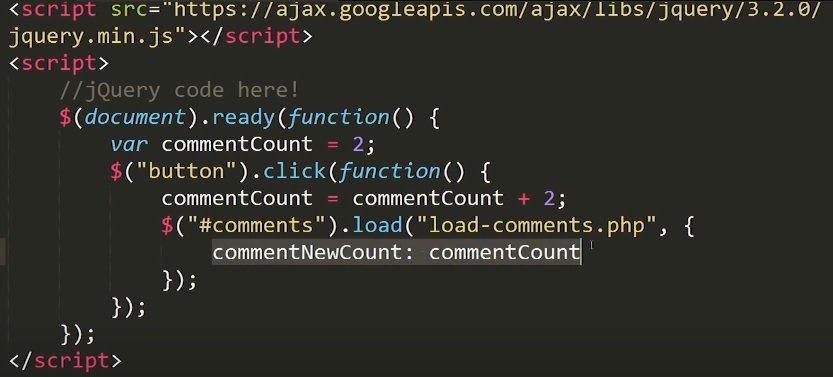 <script src="https://ajax.googleapis.com/ajax/libs/jquery/3.2.0/
jquery.min.js"></script>
<script>
    //jQuery code here!
    $(document).ready(function() {
        var commentCount = 2;
        $("button").click(function() {
            commentCount = commentCount + 2;
            $("#comments").load("load-comments.php", {
                commentNewCount: commentCount
            });
        });
    });
</script>